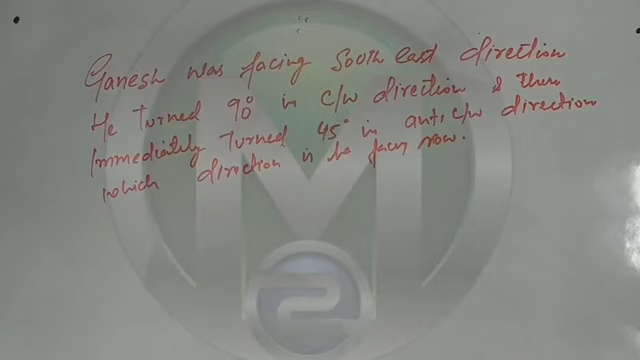 Ganesh was facing South east direction
He turned 90° in c/w direction & then
immediately turned 45° in anti c/w direction
which direction is he facing now.